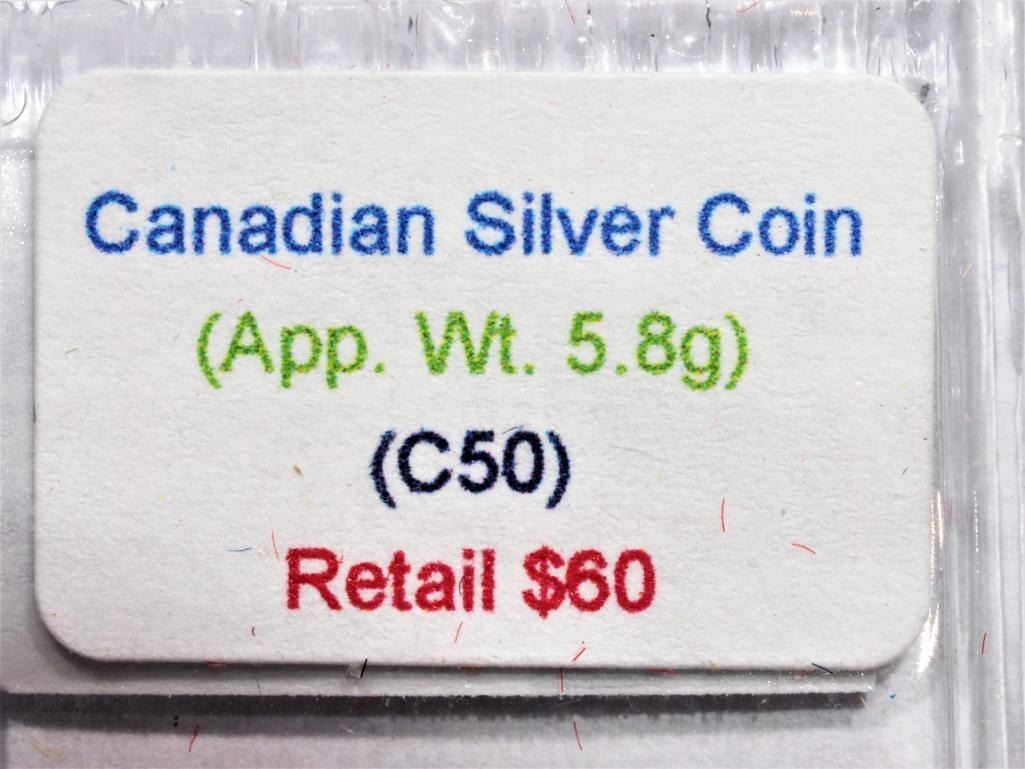 Canadian Silver Coin
(App. Wt. 5.8g)
(C50)
Retail $60